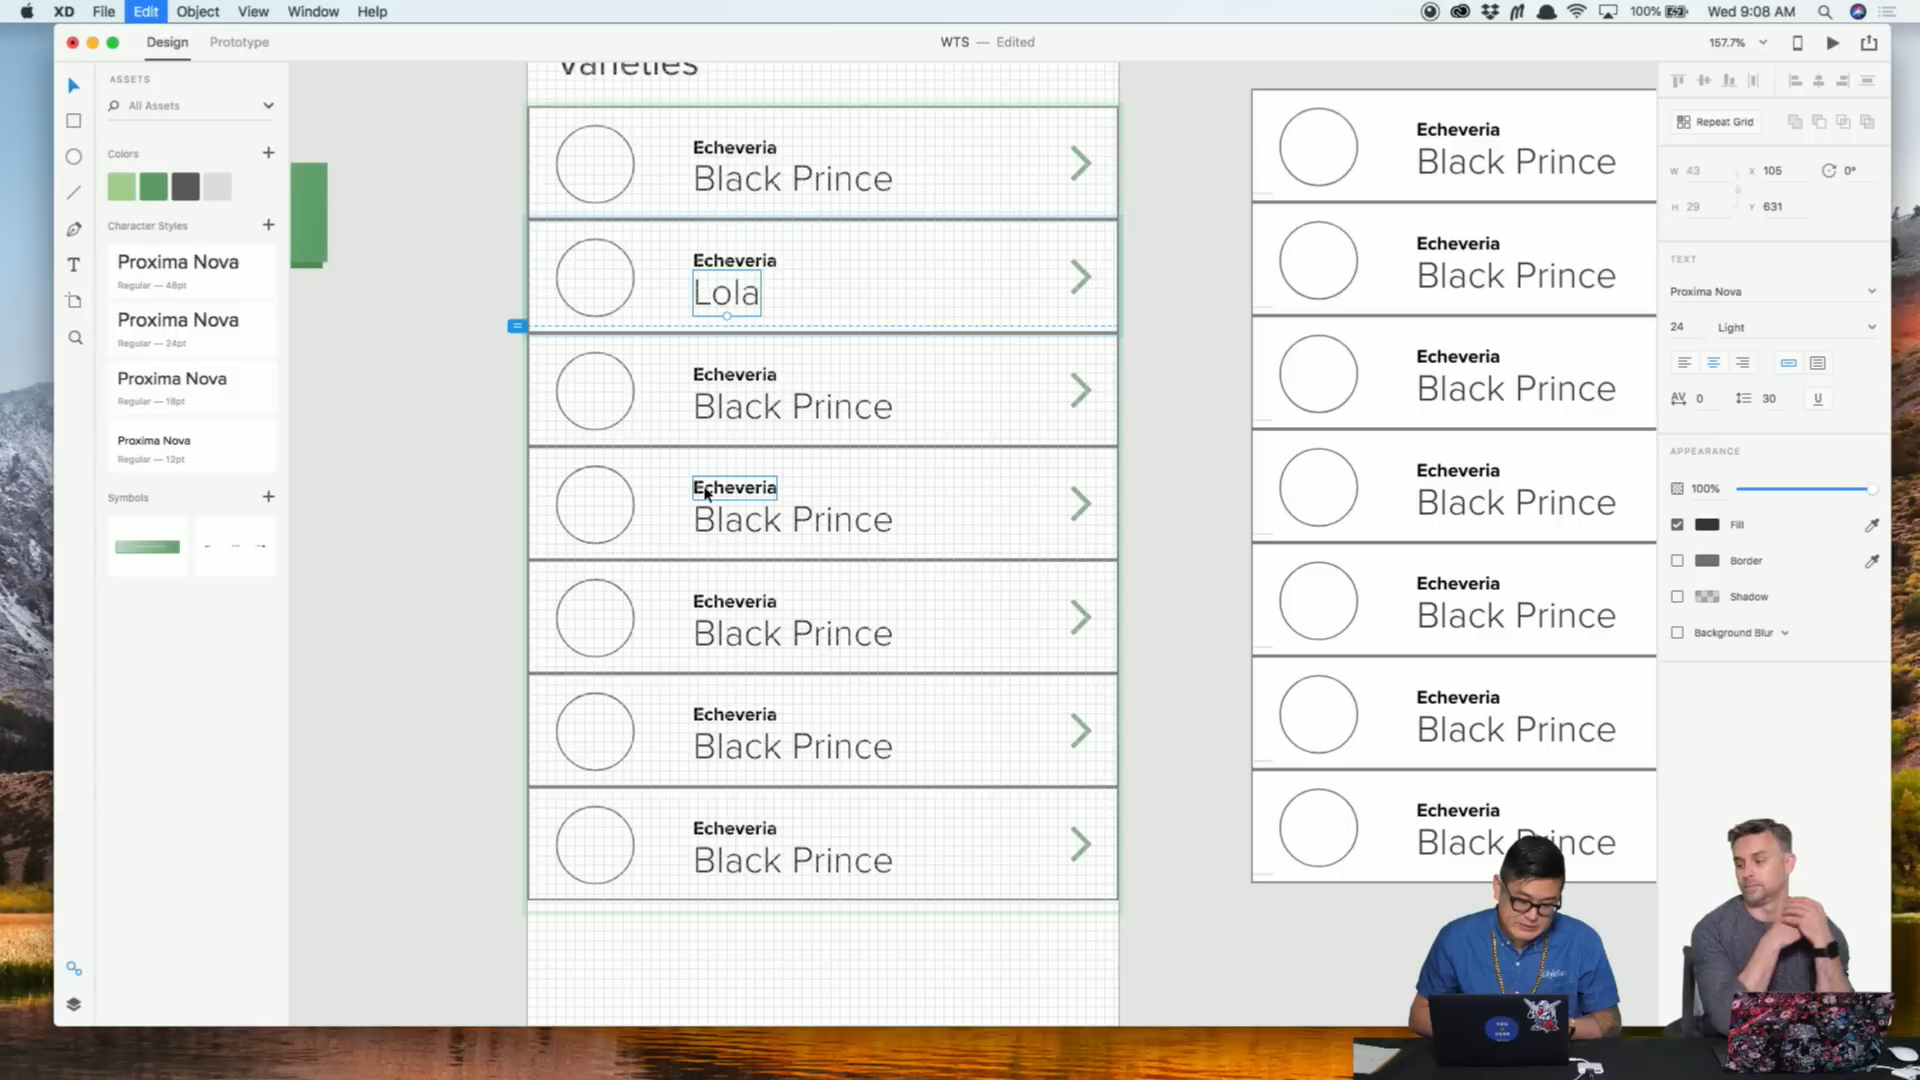 XD File Edit Object View Window Help
100% Wed 9:08 AM
Design Prototype
WTS — Edited
157.7%
ASSETS
All Assets
Colors
Character Styles
Proxima Nova
Regular — 48pt
Proxima Nova
Regular — 24pt
Proxima Nova
Regular — 18pt
Proxima Nova
Regular — 12pt
Symbols
T
Varieties
Echeveria
Black Prince
Echeveria
Lola
Echeveria
Black Prince
Echeveria
Black Prince
Echeveria
Black Prince
Echeveria
Black Prince
Echeveria
Black Prince
Echeveria
Black Prince
Echeveria
Black Prince
Echeveria
Black Prince
Echeveria
Black Prince
Echeveria
Black Prince
Echeveria
Black Prince
Echeveria
Black Prince
Repeat Grid
W 43 X 105 0°
H 29 Y 631
TEXT
Proxima Nova
24 Light
AV 0 30 U
APPEARANCE
100%
Fill
Border
Shadow
Background Blur